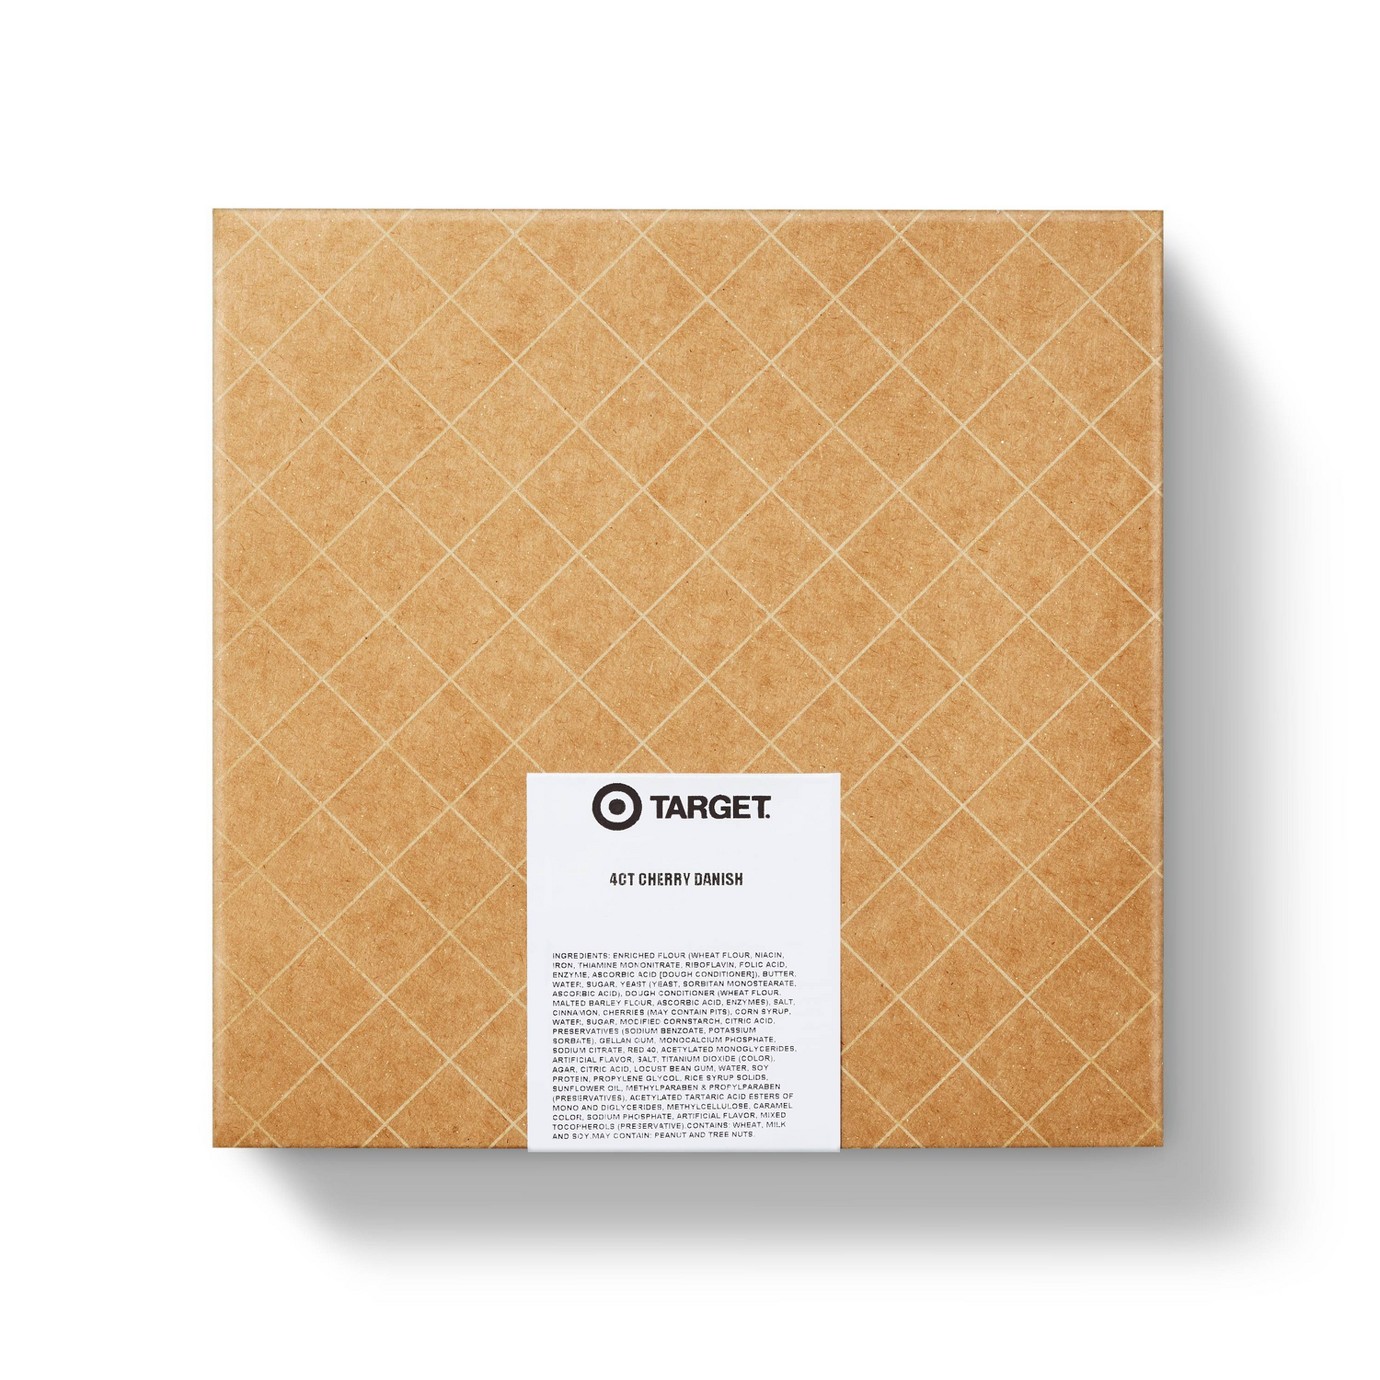 TARGET.
4CT CHERRY DANISH
INGREDIENTS: ENRICHED FLOUR (WHEAT FLOUR, NIACIN,
IRON, THIAMINE MONONITRATE, RIBOFLAVIN, FOLIC ACID,
ENZYME, ASCORBIC ACID [DOUGH CONDITIONER]), BUTTER,
WATER, SUGAR, YEAST (YEAST, SORBITAN MONOSTEARATE,
ASCORBIC ACID), DOUGH CONDITIONER (WHEAT FLOUR,
MALTED BARLEY FLOUR, ASCORBIC ACID, ENZYMES), SALT,
CINNAMON, CHERRIES (MAY CONTAIN PITS), CORN SYRUP,
WATER, SUGAR, MODIFIED CORNSTARCH, CITRIC ACID,
PRESERVATIVES (SODIUM BENZOATE, POTASSIUM
SORBATE), GELLAN GUM, MONOCALCIUM PHOSPHATE,
SODIUM CITRATE, RED 40, ACETYLATED MONOGLYCERIDES,
ARTIFICIAL FLAVOR, SALT, TITANIUM DIOXIDE (COLOR),
AGAR, CITRIC ACID, LOCUST BEAN GUM, WATER, SOY
PROTEIN, PROPYLENE GLYCOL, RICE SYRUP SOLIDS,
SUNFLOWER OIL, METHYLPARABEN & PROPYLPARABEN
(PRESERVATIVES), ACETYLATED TARTARIC ACID ESTERS OF
MONO AND DIGLYCERIDES, METHYLCELLULOSE, CARAMEL
COLOR, SODIUM PHOSPHATE, ARTIFICIAL FLAVOR, MIXED
TOCOPHEROLS (PRESERVATIVE).CONTAINS: WHEAT, MILK
AND SOY.MAY CONTAIN: PEANUT AND TREE NUTS.